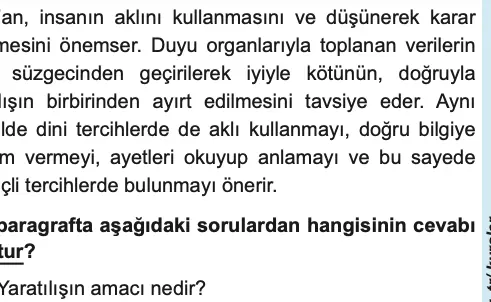 ’an, insanın aklını kullanmasını ve düşünerek karar
mesini önemser. Duyu organlarıyla toplanan verilerin
süzgecinden geçirilerek iyiyle kötünün, doğruyla
lışın birbirinden ayırt edilmesini tavsiye eder. Aynı
lde dini tercihlerde de aklı kullanmayı, doğru bilgiye
m vermeyi, ayetleri okuyup anlamayı ve bu sayede
çli tercihlerde bulunmayı önerir.
paragrafta aşağıdaki sorulardan hangisinin cevabı
tur?
Yaratılışın amacı nedir?